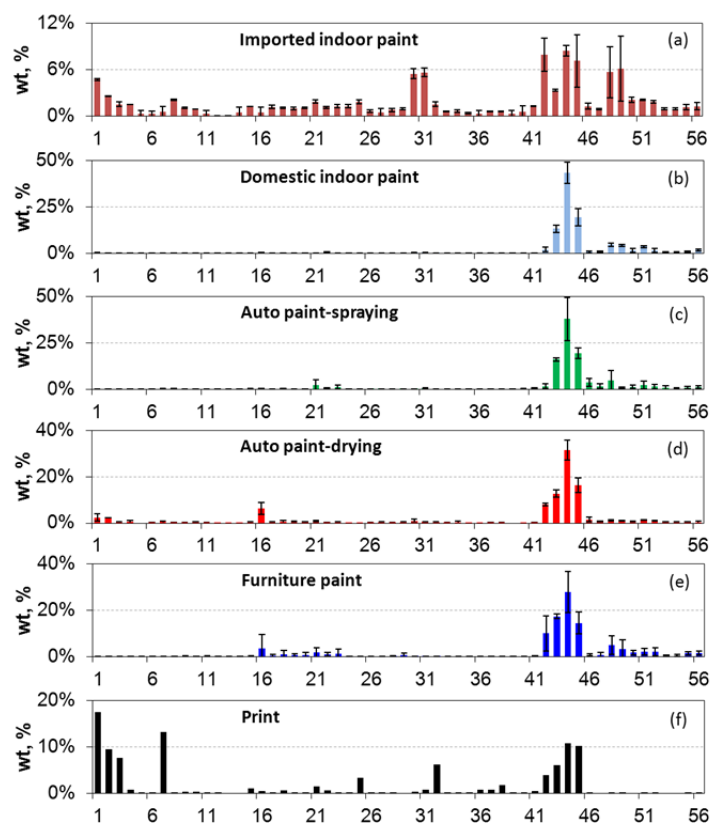 12%
Imported indoor paint (a)
wt, %
6%
0%
1 6 11 16 21 26 31 36 41 46 51 56
50%
Domestic indoor paint (b)
wt, %
25%
0%
1 6 11 16 21 26 31 36 41 46 51 56
50%
Auto paint-spraying (c)
wt, %
25%
0%
1 6 11 16 21 26 31 36 41 46 51 56
40%
Auto paint-drying (d)
wt, %
20%
0%
1 6 11 16 21 26 31 36 41 46 51 56
40%
Furniture paint (e)
wt, %
20%
0%
1 6 11 16 21 26 31 36 41 46 51 56
20%
Print (f)
wt, %
10%
0%
1 6 11 16 21 26 31 36 41 46 51 56